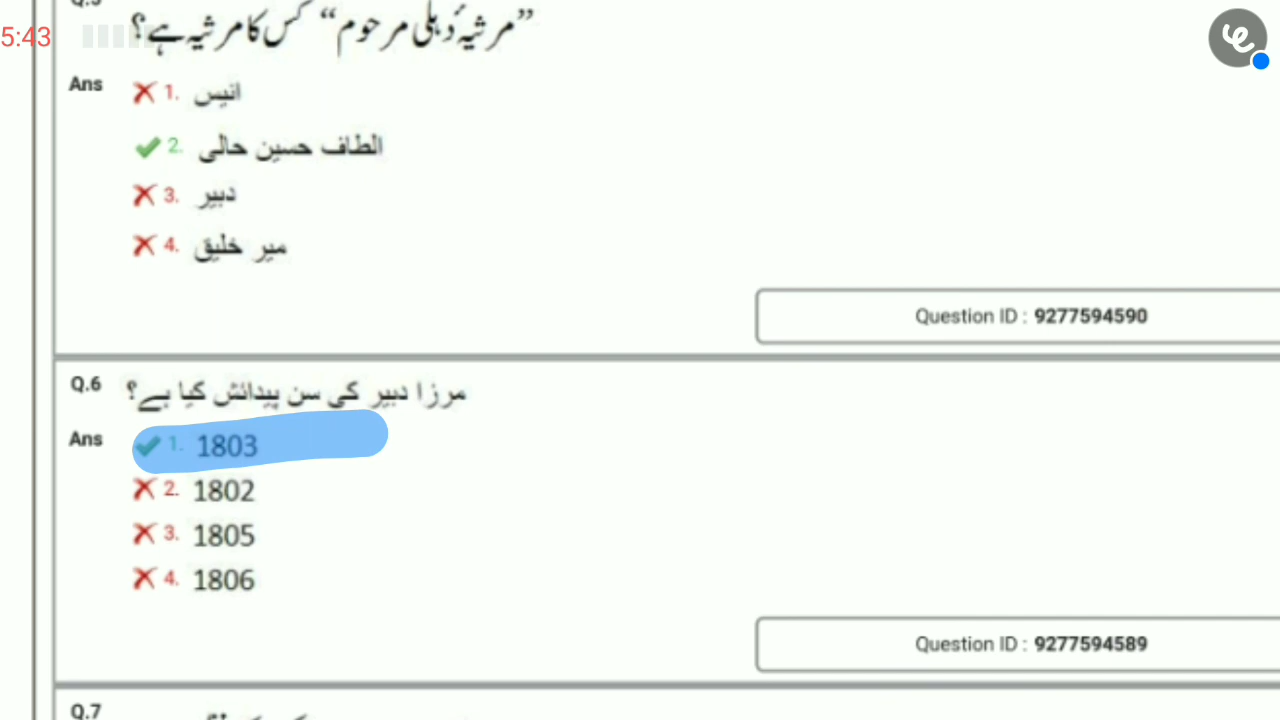 5:43
”مرثیۂ دہلی مرحوم“ کس کا مرثیہ ہے؟
Ans
1. انیس
2. الطاف حسین حالی
3. دبیر
4. میر خلیق
Question ID : 9277594590
Q.6 مرزا دبیر کی سن پیدائش کیا ہے؟
Ans
1. 1803
2. 1802
3. 1805
4. 1806
Question ID : 9277594589
Q.7